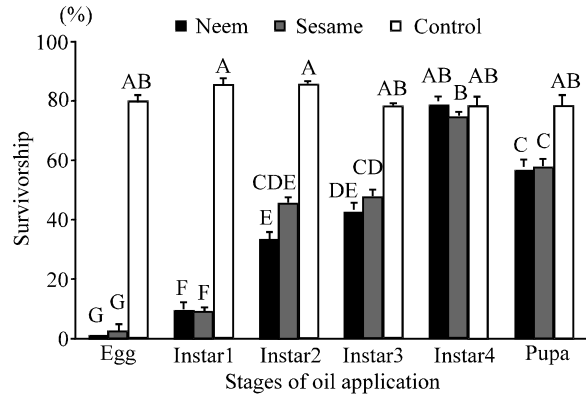 (%)
Neem Sesame Control
100
80
60
40
20
0
Survivorship
G G AB
F F A
E CDE A
DE CD AB
AB B AB
C C AB
Egg Instar1 Instar2 Instar3 Instar4 Pupa
Stages of oil application